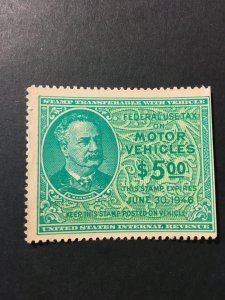 STAMP TRANSFERABLE WITH VEHICLE
FEDERAL USE TAX
ON
MOTOR
VEHICLES
$5.00
THIS STAMP EXPIRES
JUNE 30, 1946
KEEP THIS STAMP POSTED ON VEHICLE
UNITED STATES INTERNAL REVENUE